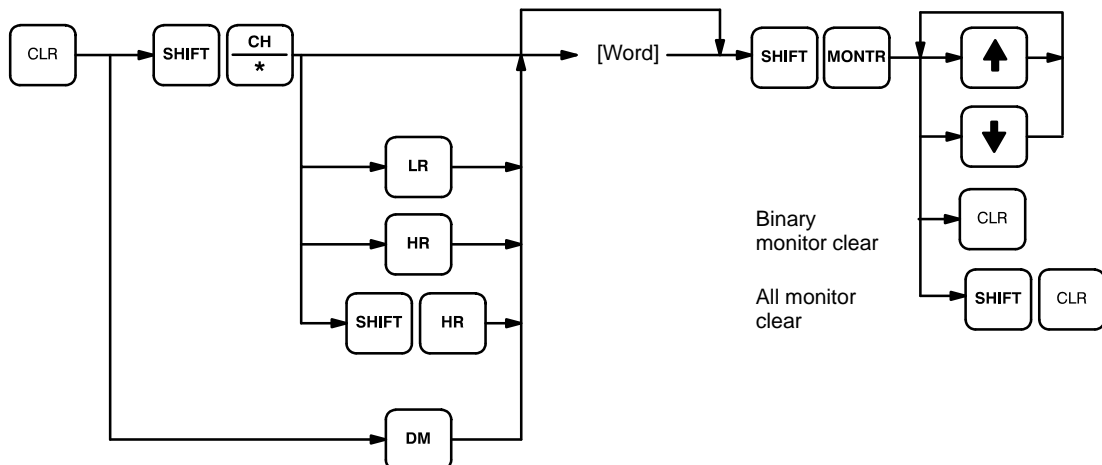 CLR
SHIFT
CH
*
[Word]
SHIFT
MONTR
LR
HR
SHIFT
HR
DM
Binary
monitor clear
CLR
All monitor
clear
SHIFT
CLR